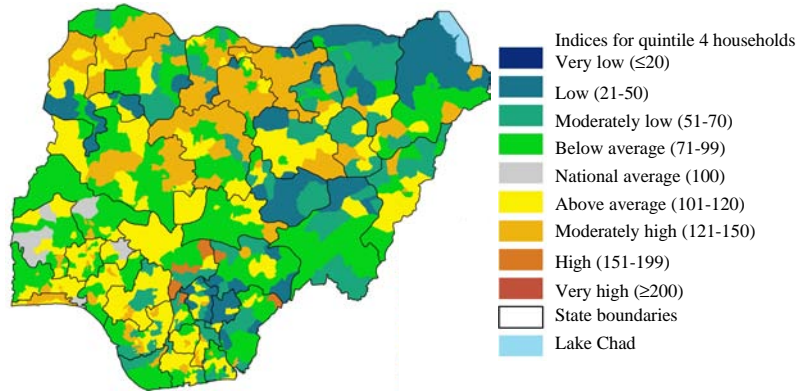 Indices for quintile 4 households
Very low (≤20)
Low (21-50)
Moderately low (51-70)
Below average (71-99)
National average (100)
Above average (101-120)
Moderately high (121-150)
High (151-199)
Very high (≥200)
State boundaries
Lake Chad